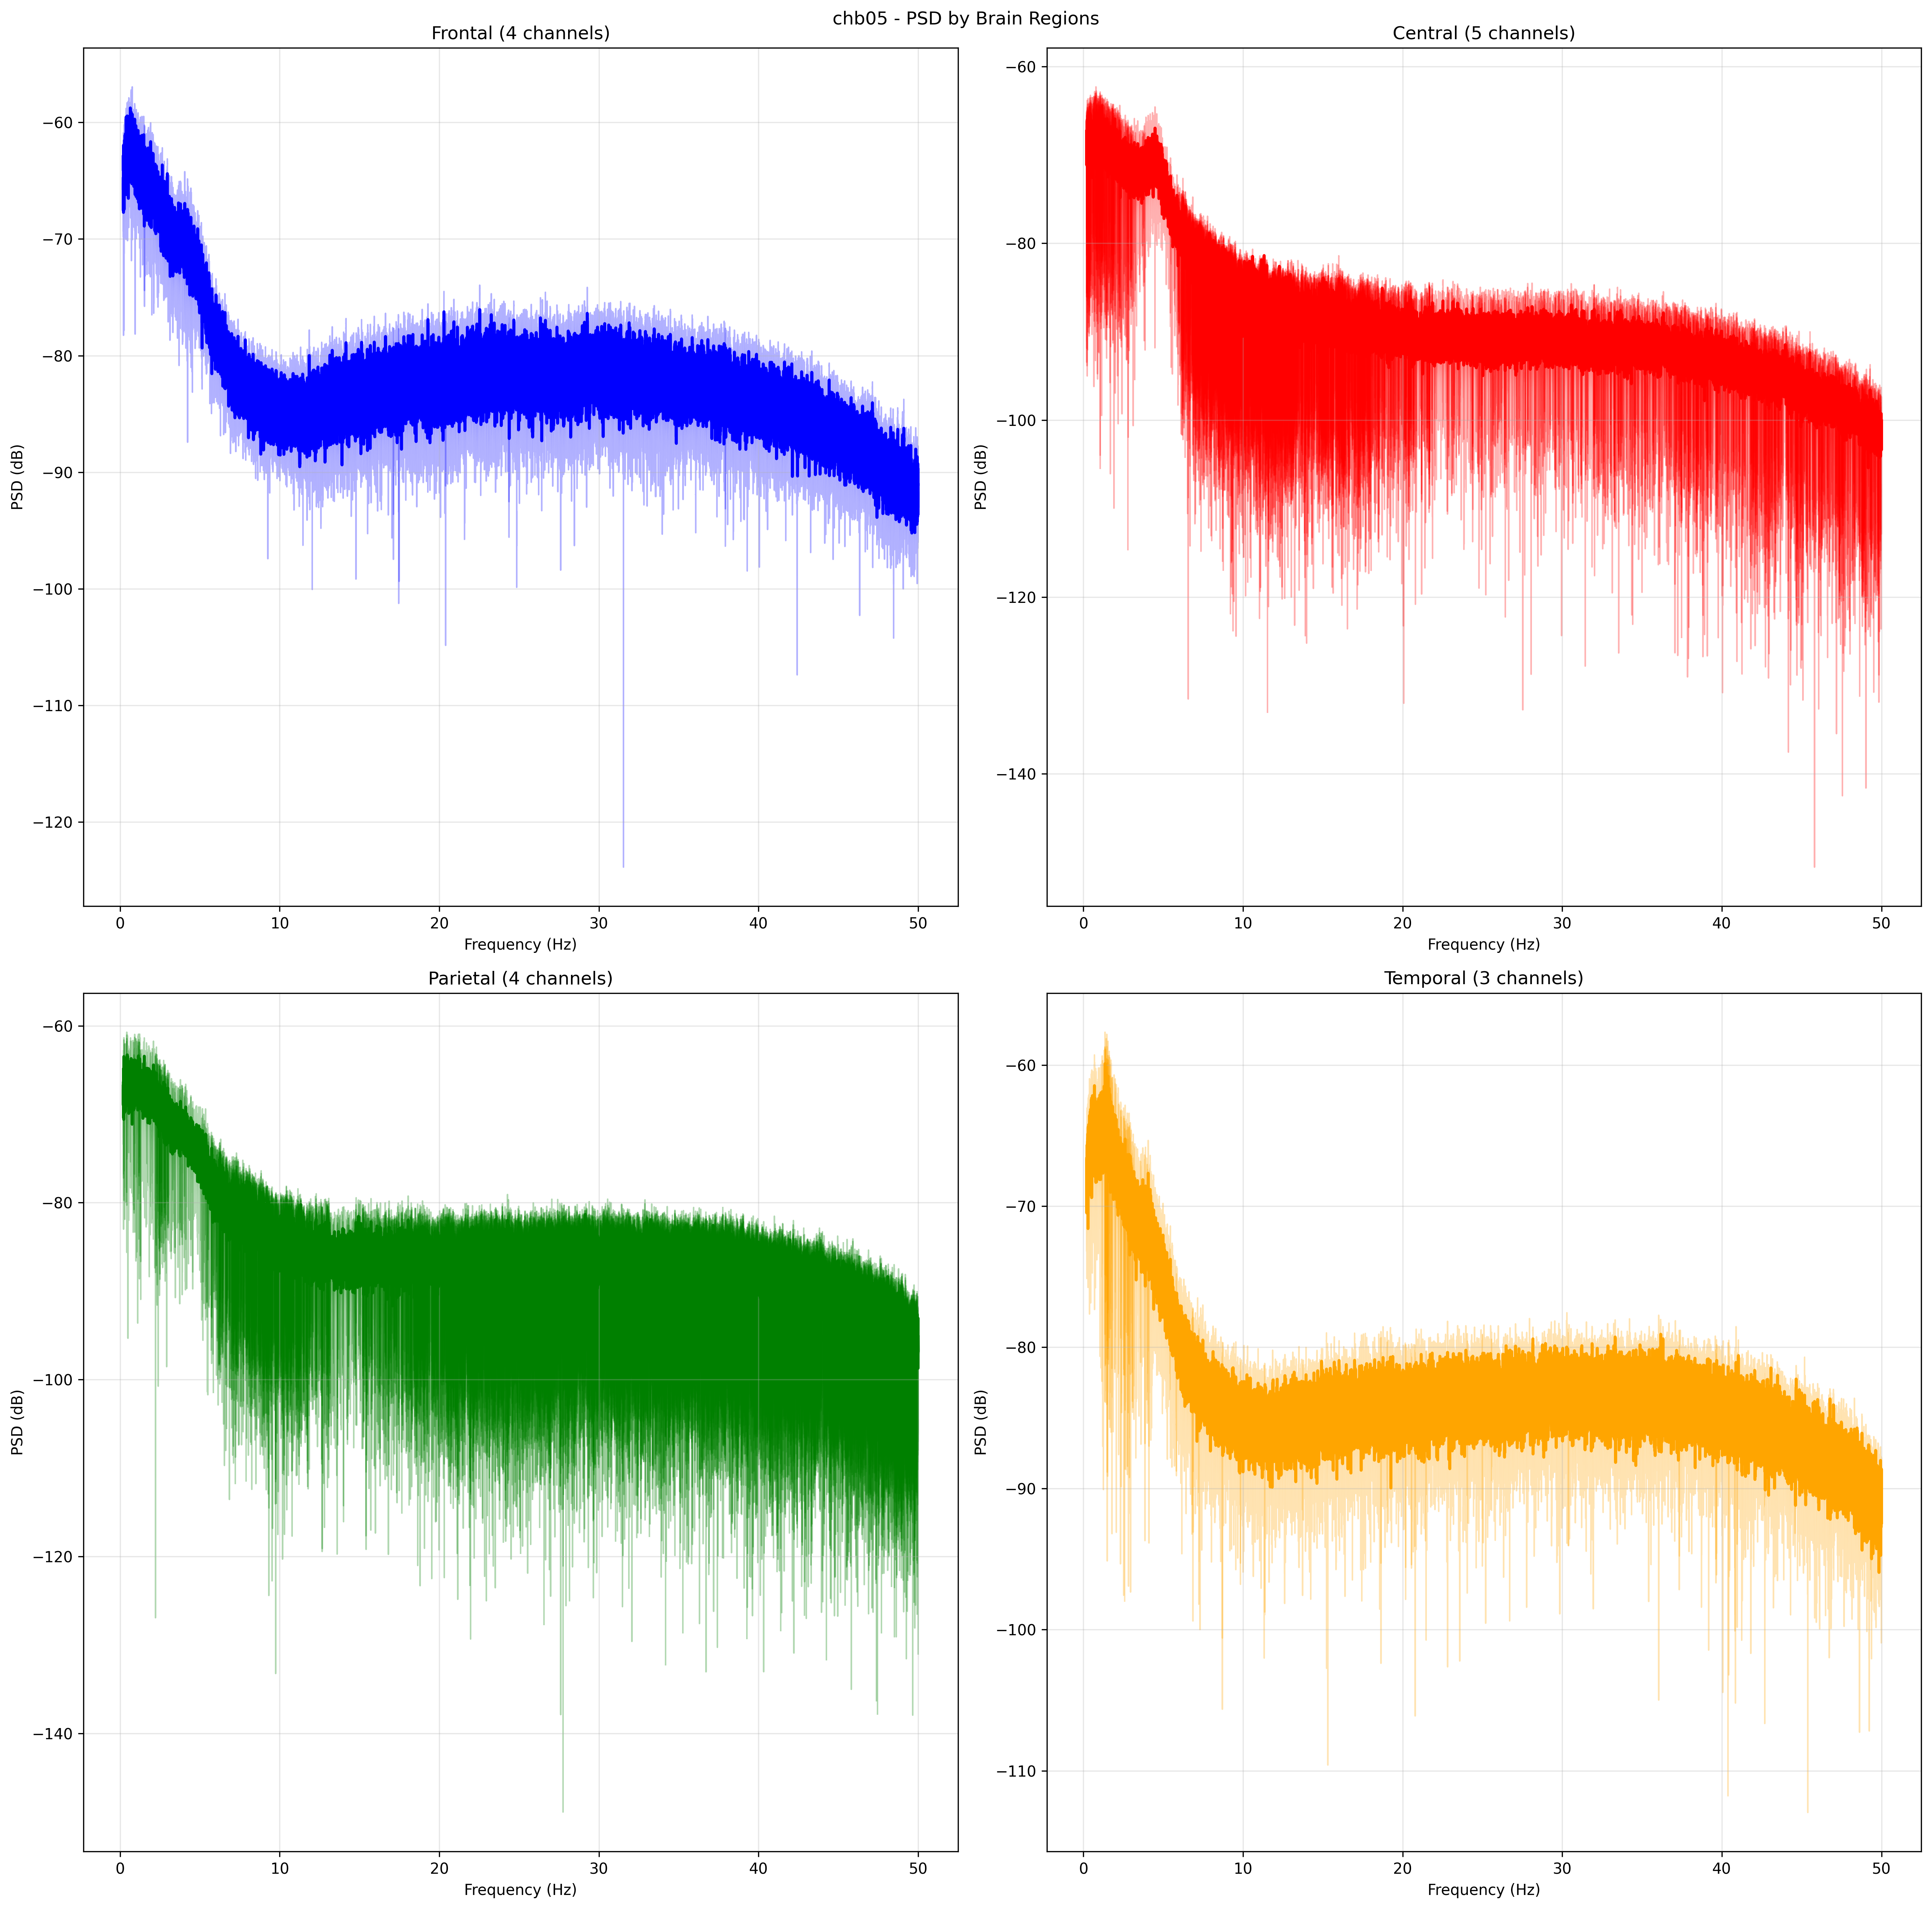 chb05 - PSD by Brain Regions
Frontal (4 channels)
−60
−70
−80
−90
−100
−110
−120
PSD (dB)
0 10 20 30 40 50
Frequency (Hz)
Central (5 channels)
−60
−80
−100
−120
−140
PSD (dB)
0 10 20 30 40 50
Frequency (Hz)
Parietal (4 channels)
−60
−80
−100
−120
−140
PSD (dB)
0 10 20 30 40 50
Frequency (Hz)
Temporal (3 channels)
−60
−70
−80
−90
−100
−110
PSD (dB)
0 10 20 30 40 50
Frequency (Hz)